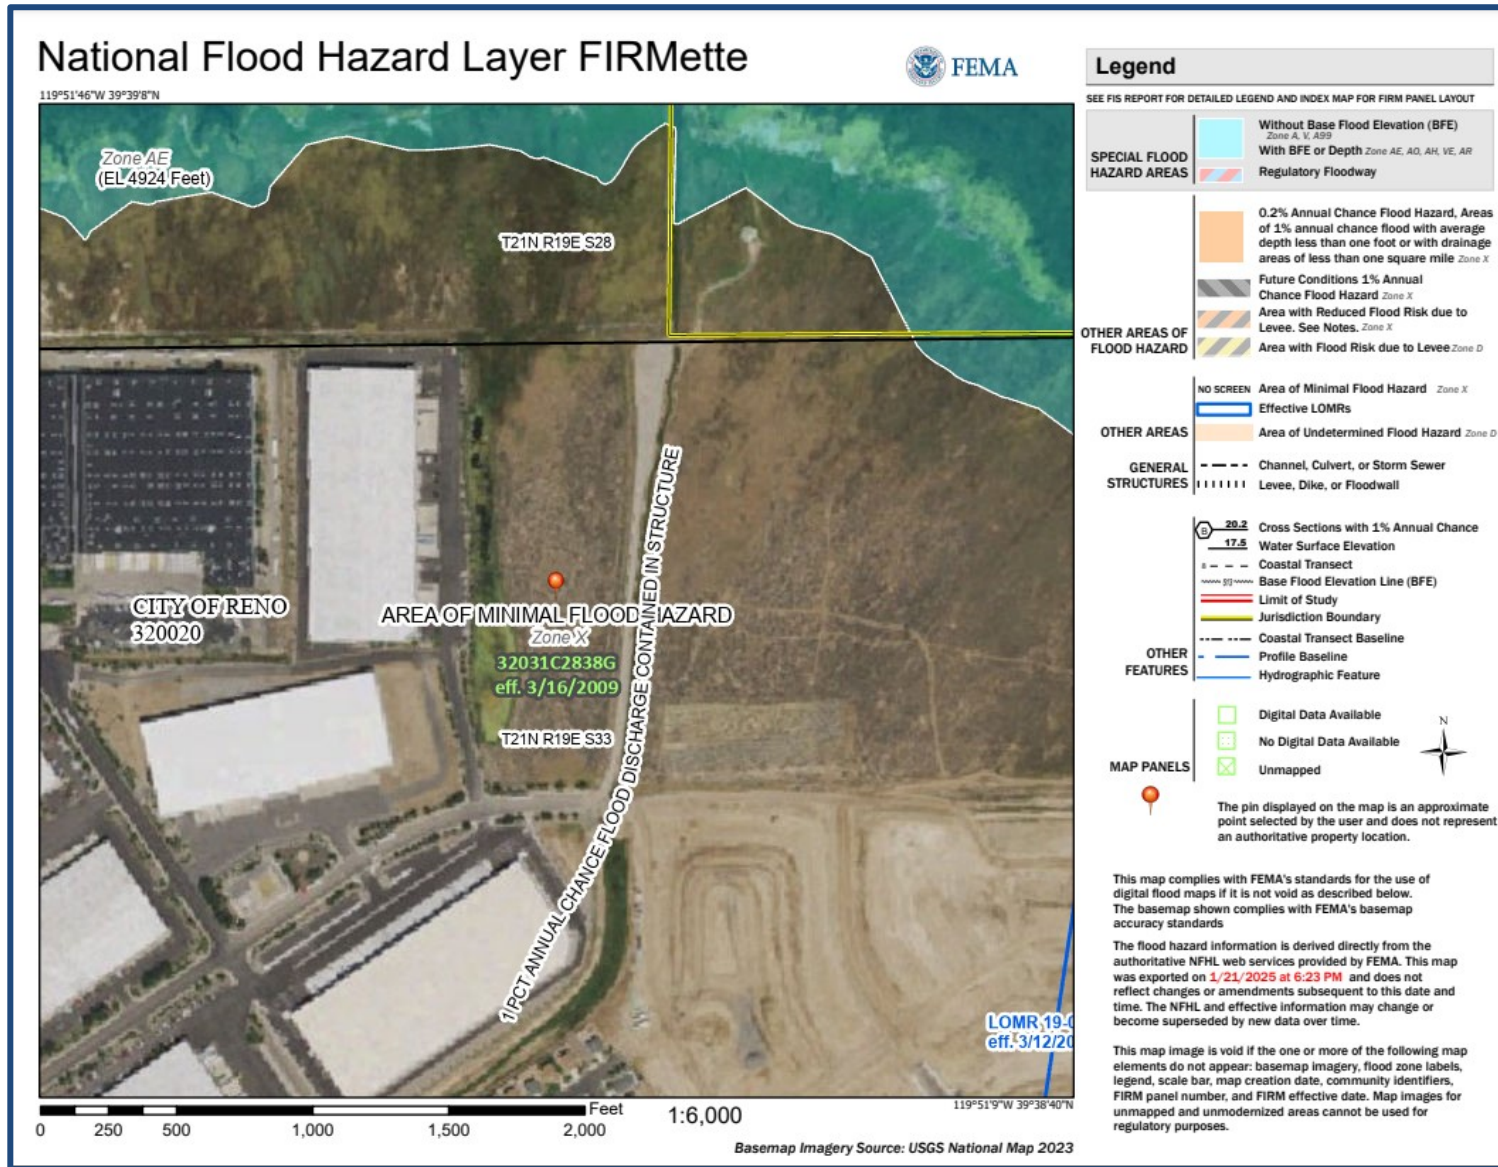 National Flood Hazard Layer FIRMette
FEMA
119°51'46"W 39°39'8"N
Zone AE
(EL 4924 Feet)
T21N R19E S28
CITY OF RENO
320020
AREA OF MINIMAL FLOOD HAZARD
Zone X
32031C2838G
eff. 3/16/2009
T21N R19E S33
1 PCT ANNUAL CHANCE FLOOD DISCHARGE CONTAINED IN STRUCTURE
LOMR 19-0
eff. 3/12/20
Feet
0 250 500 1,000 1,500 2,000
1:6,000
119°51'9"W 39°38'40"N
Basemap Imagery Source: USGS National Map 2023
Legend
SEE FIS REPORT FOR DETAILED LEGEND AND INDEX MAP FOR FIRM PANEL LAYOUT
SPECIAL FLOOD
HAZARD AREAS
Without Base Flood Elevation (BFE)
Zone A, V, A99
With BFE or Depth Zone AE, AO, AH, VE, AR
Regulatory Floodway
0.2% Annual Chance Flood Hazard, Areas
of 1% annual chance flood with average
depth less than one foot or with drainage
areas of less than one square mile Zone X
Future Conditions 1% Annual
Chance Flood Hazard Zone X
Area with Reduced Flood Risk due to
Levee. See Notes. Zone X
OTHER AREAS OF
FLOOD HAZARD
Area with Flood Risk due to Levee Zone D
NO SCREEN Area of Minimal Flood Hazard Zone X
Effective LOMRs
OTHER AREAS
Area of Undetermined Flood Hazard Zone D
GENERAL
STRUCTURES
Channel, Culvert, or Storm Sewer
Levee, Dike, or Floodwall
B 20.2 Cross Sections with 1% Annual Chance
17.5 Water Surface Elevation
8 Coastal Transect
513 Base Flood Elevation Line (BFE)
Limit of Study
Jurisdiction Boundary
Coastal Transect Baseline
OTHER
FEATURES
Profile Baseline
Hydrographic Feature
Digital Data Available
No Digital Data Available
N
MAP PANELS
Unmapped
The pin displayed on the map is an approximate
point selected by the user and does not represent
an authoritative property location.
This map complies with FEMA's standards for the use of
digital flood maps if it is not void as described below.
The basemap shown complies with FEMA's basemap
accuracy standards
The flood hazard information is derived directly from the
authoritative NFHL web services provided by FEMA. This map
was exported on 1/21/2025 at 6:23 PM and does not
reflect changes or amendments subsequent to this date and
time. The NFHL and effective information may change or
become superseded by new data over time.
This map image is void if the one or more of the following map
elements do not appear: basemap imagery, flood zone labels,
legend, scale bar, map creation date, community identifiers,
FIRM panel number, and FIRM effective date. Map images for
unmapped and unmodernized areas cannot be used for
regulatory purposes.